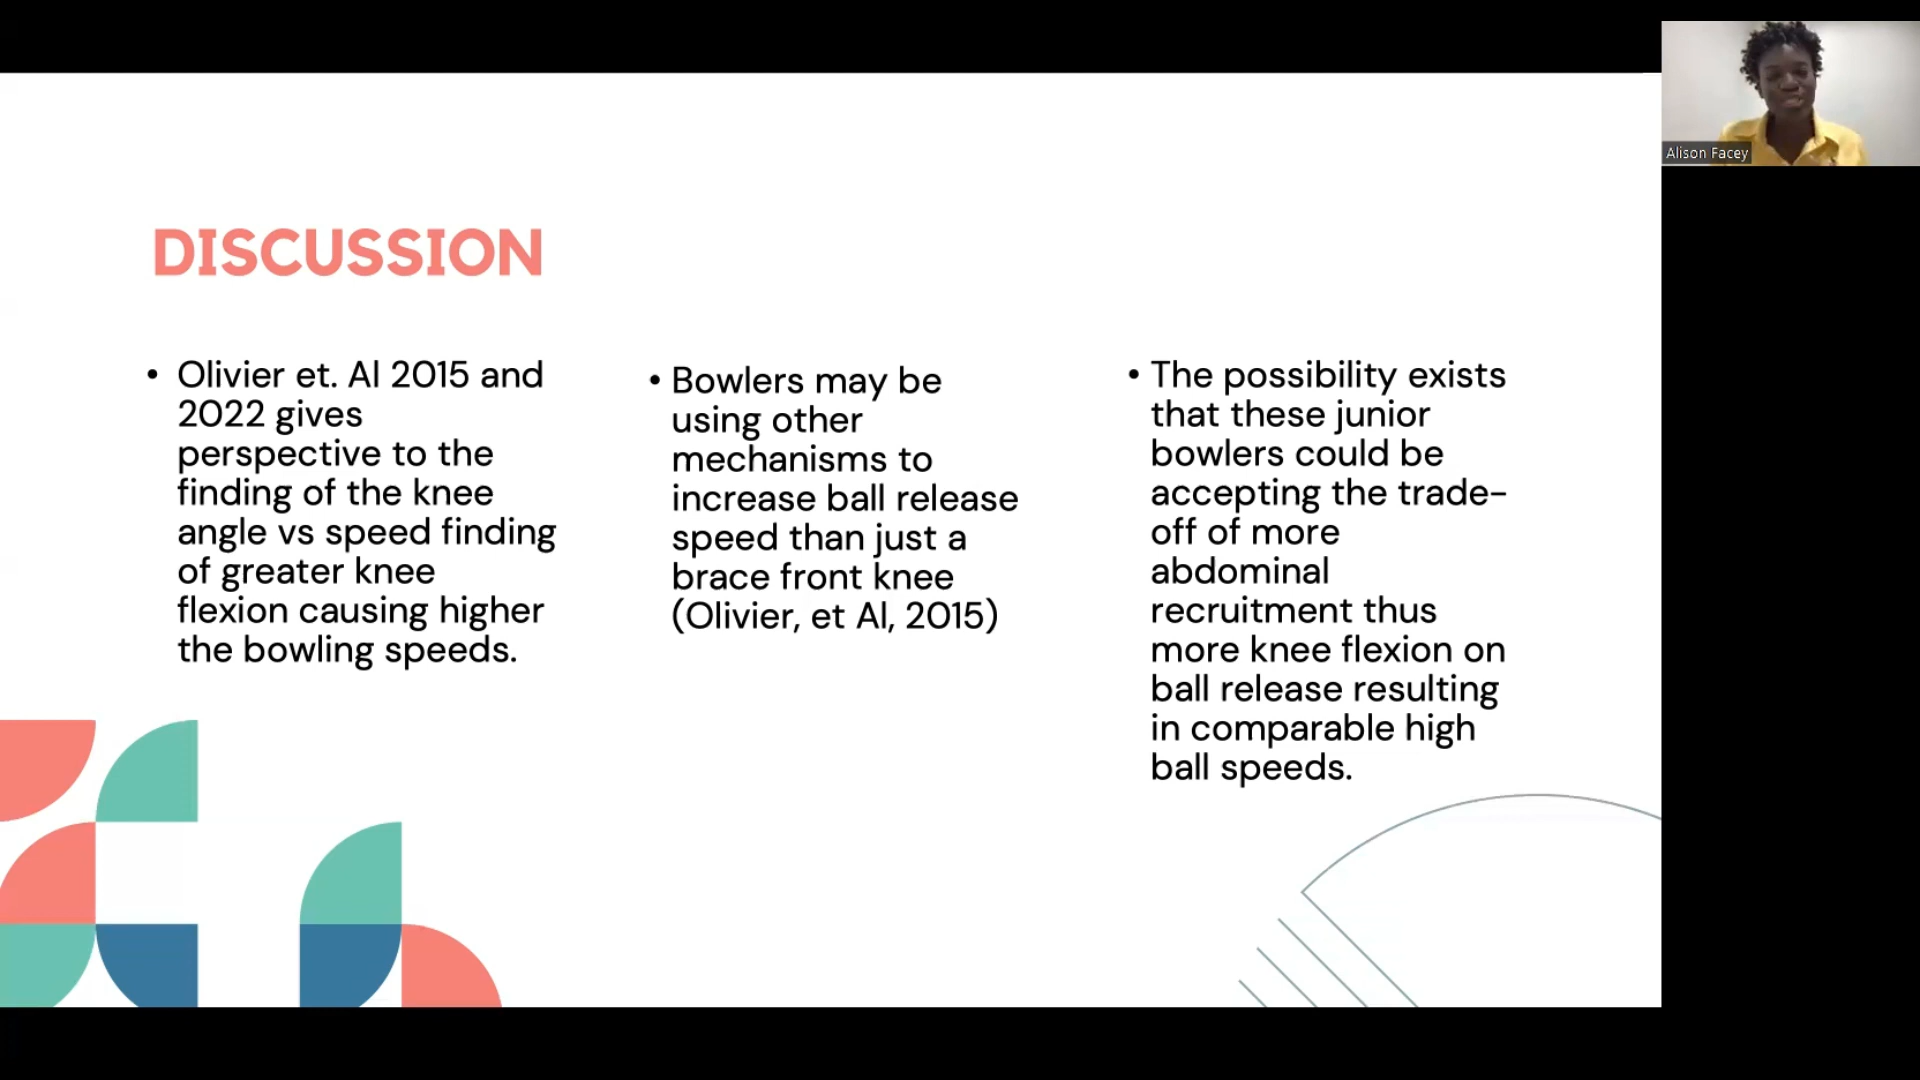 DISCUSSION
• Olivier et. Al 2015 and
2022 gives
perspective to the
finding of the knee
angle vs speed finding
of greater knee
flexion causing higher
the bowling speeds.
• Bowlers may be
using other
mechanisms to
increase ball release
speed than just a
brace front knee
(Olivier, et Al, 2015)
• The possibility exists
that these junior
bowlers could be
accepting the trade-
off of more
abdominal
recruitment thus
more knee flexion on
ball release resulting
in comparable high
ball speeds.
Alison Facey